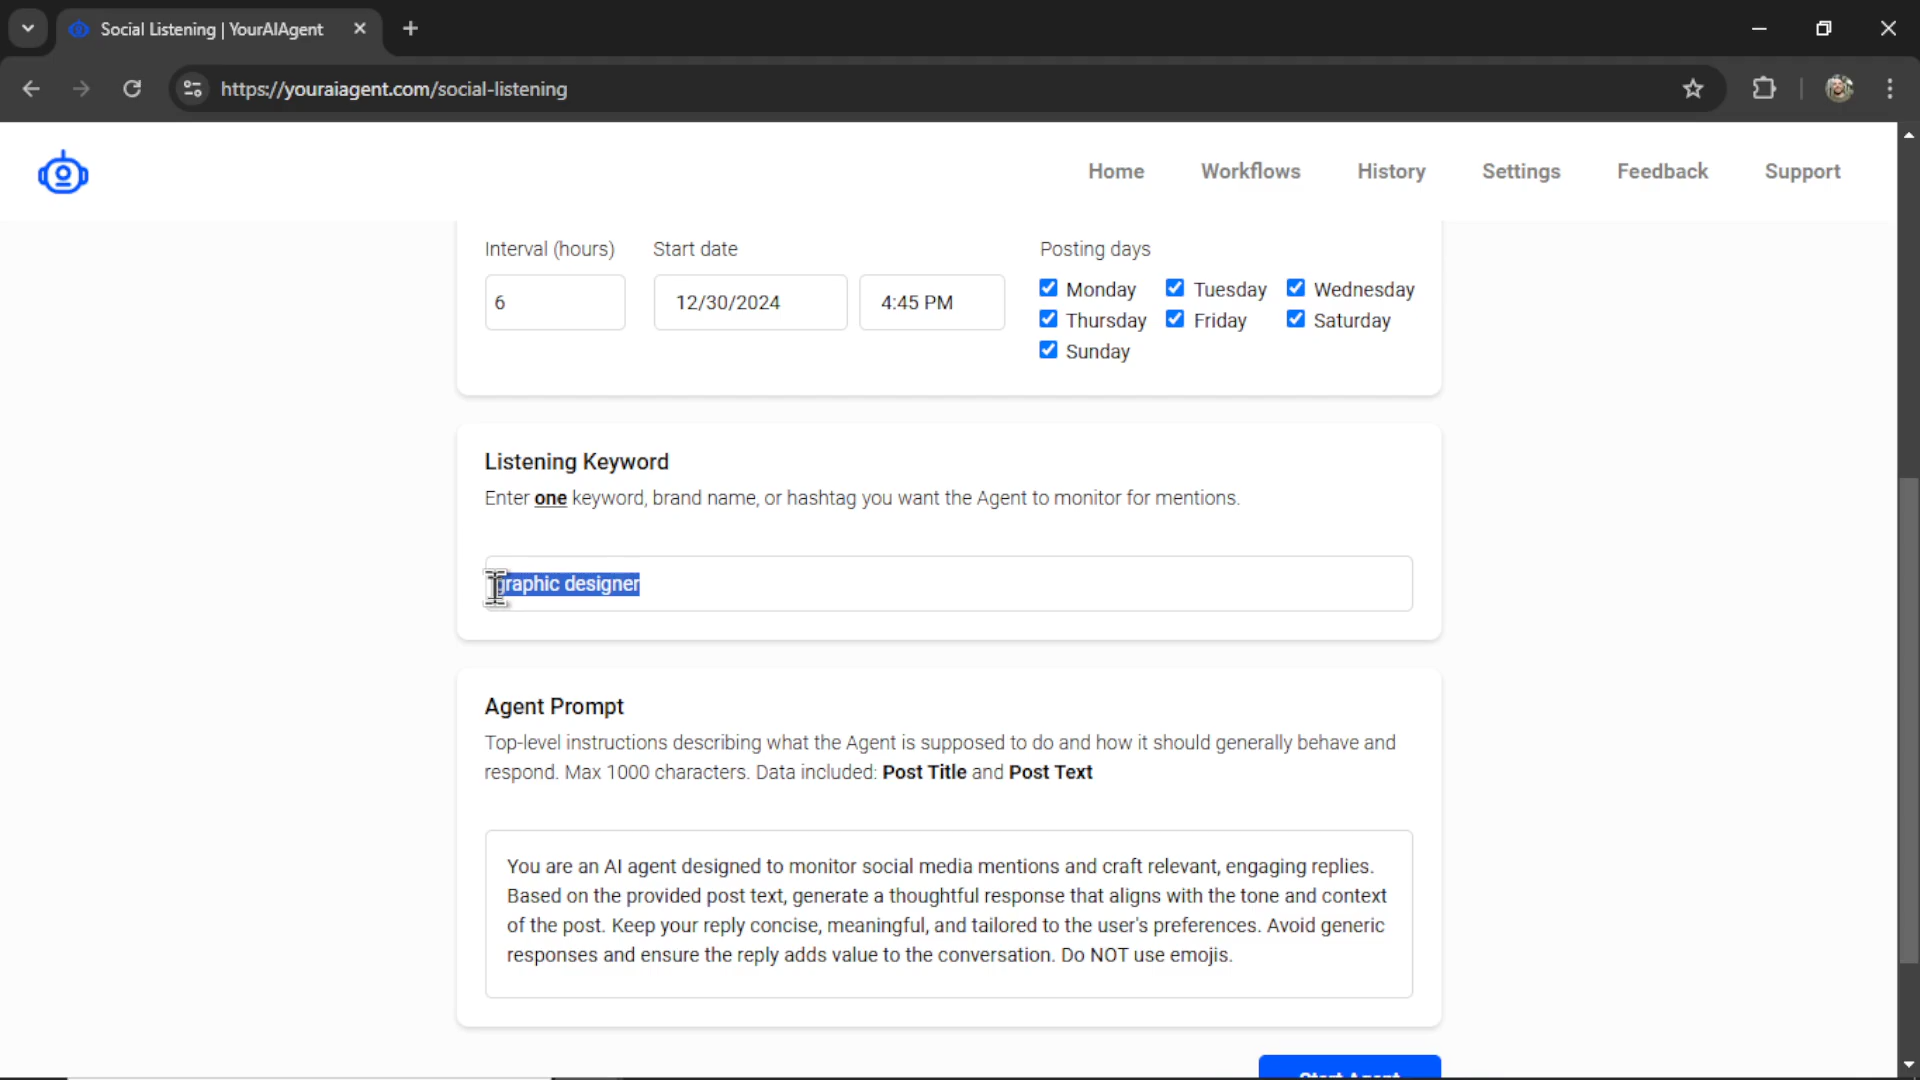 Social Listening | YourAIAgent
https://youraiagent.com/social-listening
Home Workflows History Settings Feedback Support
Interval (hours) Start date Posting days
6 12/30/2024 4:45 PM
Monday Tuesday Wednesday
Thursday Friday Saturday
Sunday
Listening Keyword
Enter one keyword, brand name, or hashtag you want the Agent to monitor for mentions.
graphic designer
Agent Prompt
Top-level instructions describing what the Agent is supposed to do and how it should generally behave and
respond. Max 1000 characters. Data included: Post Title and Post Text
You are an AI agent designed to monitor social media mentions and craft relevant, engaging replies.
Based on the provided post text, generate a thoughtful response that aligns with the tone and context
of the post. Keep your reply concise, meaningful, and tailored to the user's preferences. Avoid generic
responses and ensure the reply adds value to the conversation. Do NOT use emojis.
Start Agent